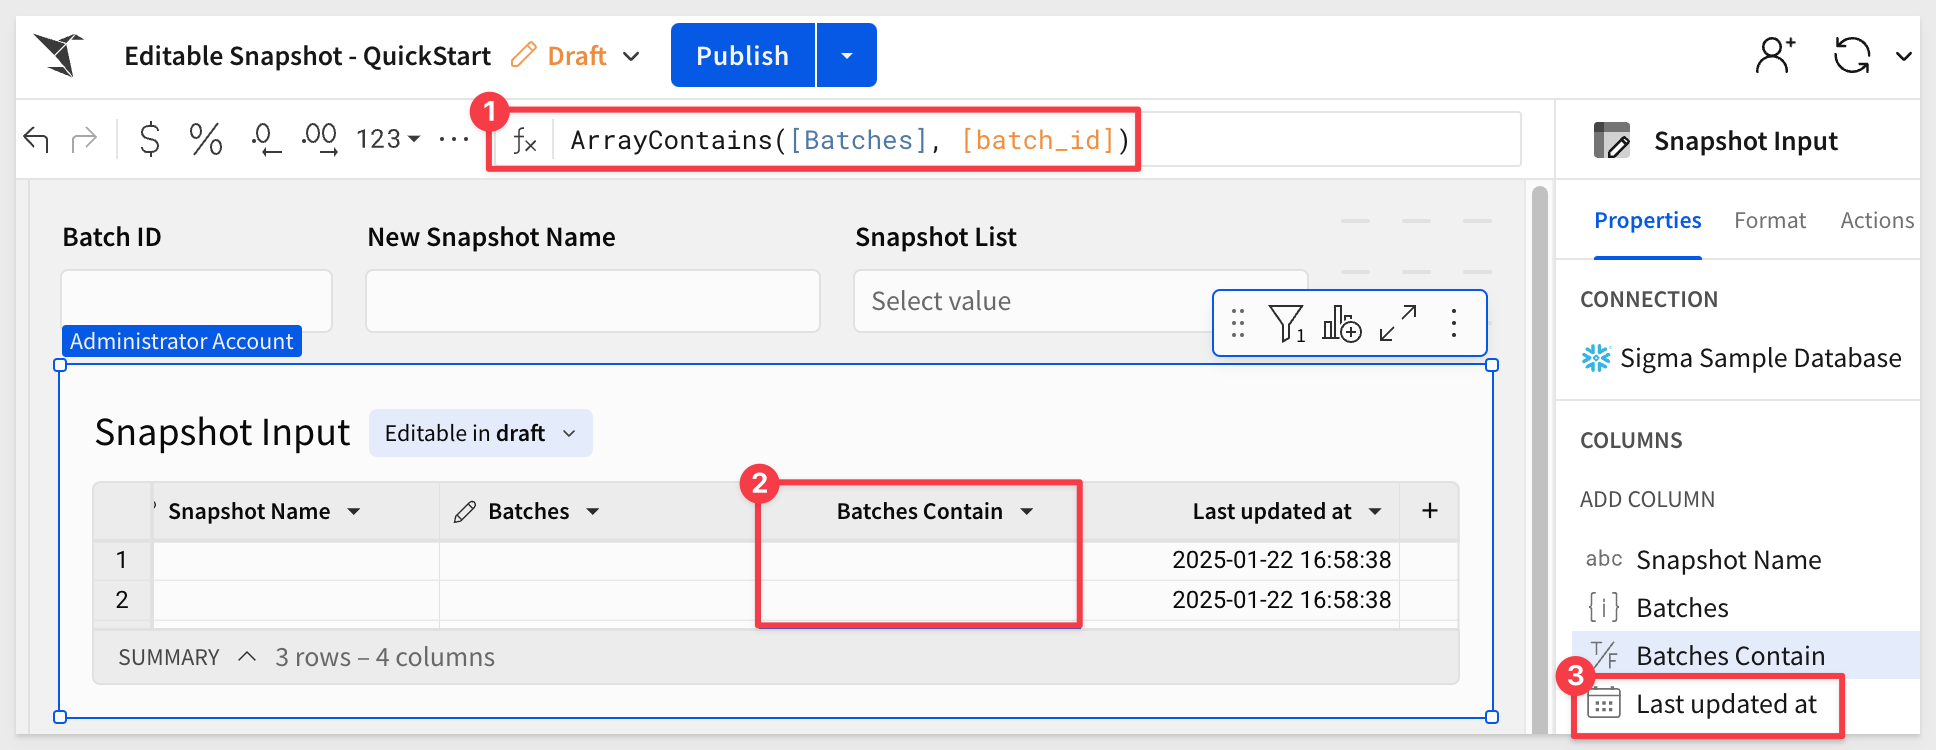 Editable Snapshot - QuickStart Draft Publish
1
$ % .0 .00 123 ... fx ArrayContains([Batches], [batch_id]) Snapshot Input
Batch ID New Snapshot Name Snapshot List
Properties Format Actions
Select value
1
CONNECTION
Administrator Account
Sigma Sample Database
Snapshot Input Editable in draft
COLUMNS
2
Snapshot Name Batches Batches Contain Last updated at +
ADD COLUMN
1 2025-01-22 16:58:38
abc Snapshot Name
2 2025-01-22 16:58:38
{i} Batches
SUMMARY 3 rows – 4 columns
T/F Batches Contain
3
Last updated at